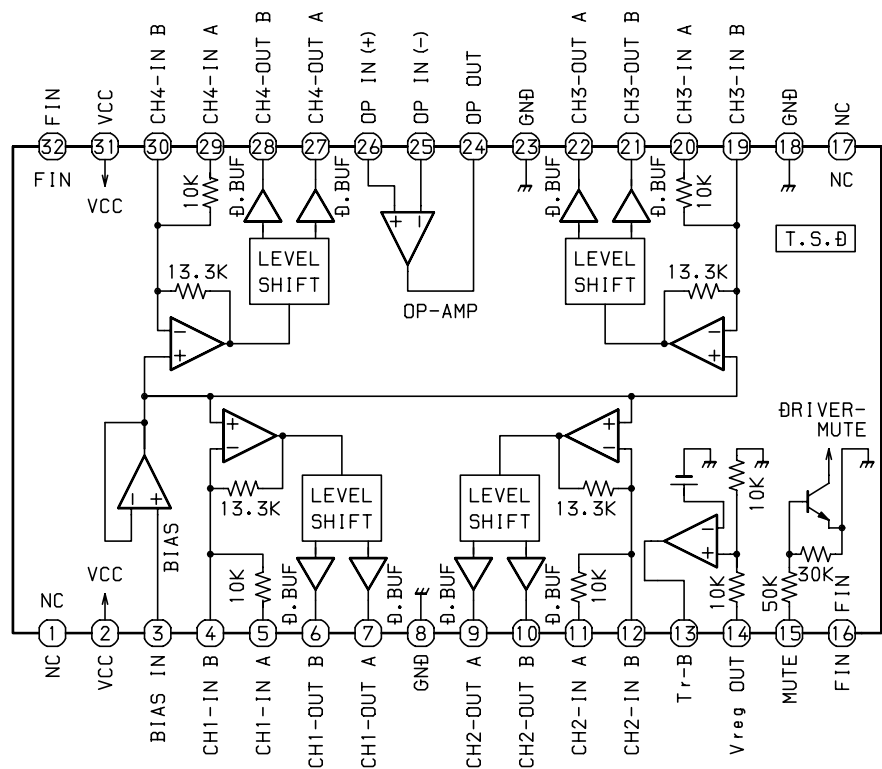 FIN
VCC
CH4-IN B
CH4-IN A
CH4-OUT B
CH4-OUT A
OP IN(+)
OP IN(-)
OP OUT
GND
CH3-OUT A
CH3-OUT B
CH3-IN A
CH3-IN B
GND
NC
32
31
30
29
28
27
26
25
24
23
22
21
20
19
18
17
FIN
VCC
10K
D.BUF
D.BUF
+
-
D.BUF
D.BUF
10K
NC
T.S.D
13.3K
LEVEL
SHIFT
OP-AMP
LEVEL
SHIFT
13.3K
-
+
-
+
DRIVER-
MUTE
+
-
+
-
13.3K
LEVEL
SHIFT
LEVEL
SHIFT
13.3K
10K
-
+
-
+
BIAS
VCC
NC
10K
D.BUF
D.BUF
D.BUF
D.BUF
10K
10K
50K
30K
FIN
1
2
3
4
5
6
7
8
9
10
11
12
13
14
15
16
NC
VCC
BIAS IN
CH1-IN B
CH1-IN A
CH1-OUT B
CH1-OUT A
GND
CH2-OUT A
CH2-OUT B
CH2-IN A
CH2-IN B
Tr-B
Vreg OUT
MUTE
FIN